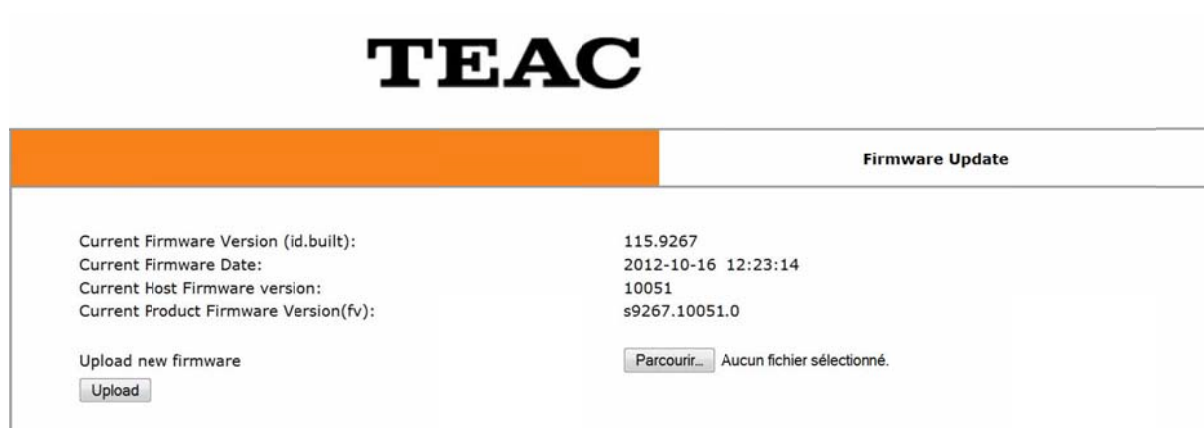 TEAC
Firmware Update
Current Firmware Version (id.built): 115.9267
Current Firmware Date: 2012-10-16 12:23:14
Current Host Firmware version: 10051
Current Product Firmware Version(fv): s9267.10051.0
Upload new firmware Parcourir... Aucun fichier sélectionné.
Upload